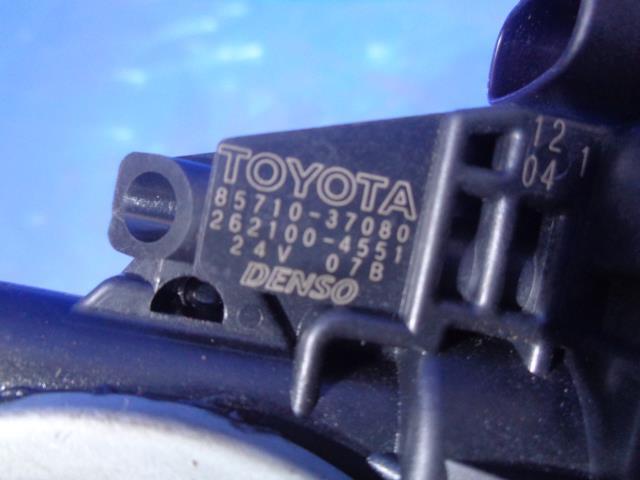 TOYOTA
85710-37080
262100-4551
24V 07B
DENSO
12 1
04